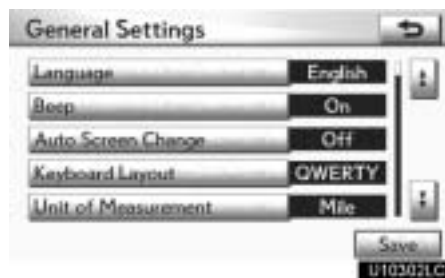 General Settings
Language English
Beep On
Auto Screen Change Off
Keyboard Layout QWERTY
Unit of Measurement Mile
Save
U10302LC